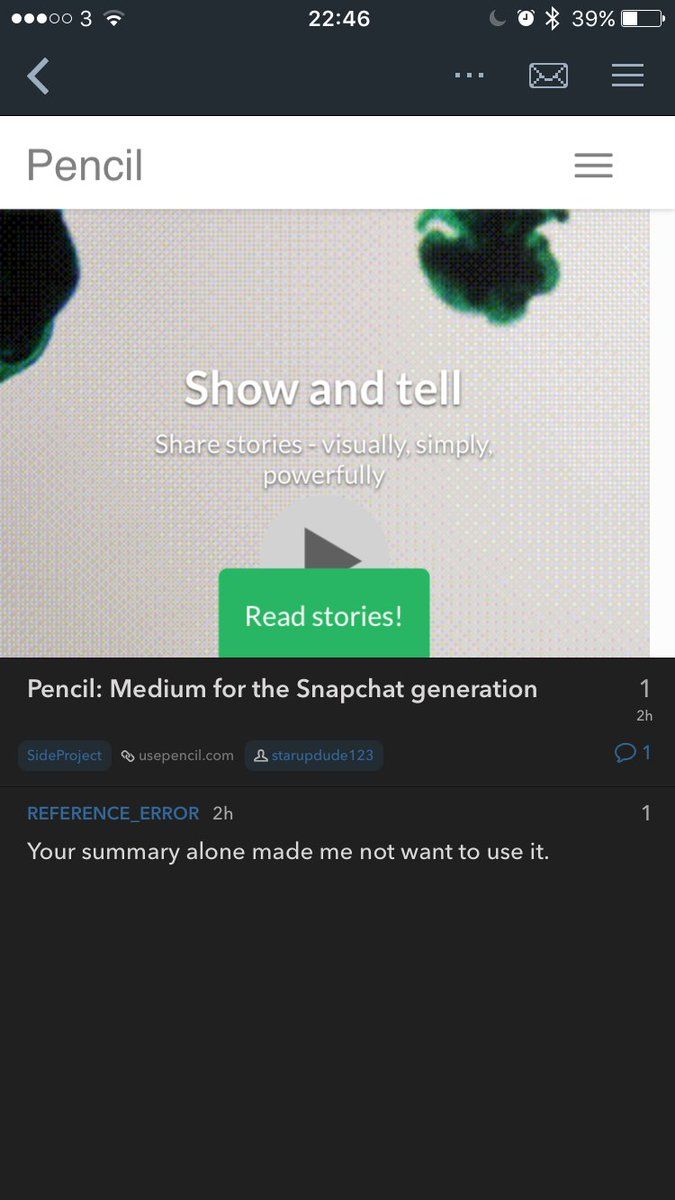 3 22:46 39%
Pencil
Show and tell
Share stories - visually, simply,
powerfully
Read stories!
Pencil: Medium for the Snapchat generation 1
2h
SideProject usepencil.com starupdude123 1
REFERENCE_ERROR 2h 1
Your summary alone made me not want to use it.